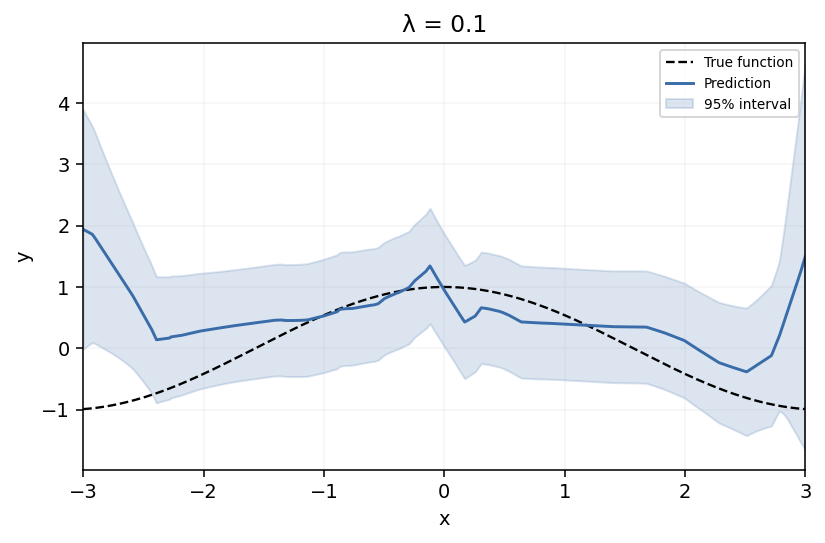 λ = 0.1
True function
Prediction
95% interval
4
3
2
1
0
−1
y
−3
−2
−1
0
1
2
3
x